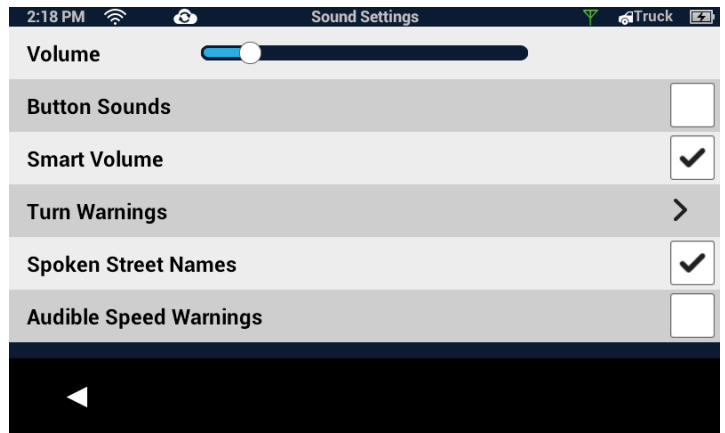 2:18 PM Sound Settings Truck
Volume
Button Sounds
Smart Volume
Turn Warnings
Spoken Street Names
Audible Speed Warnings